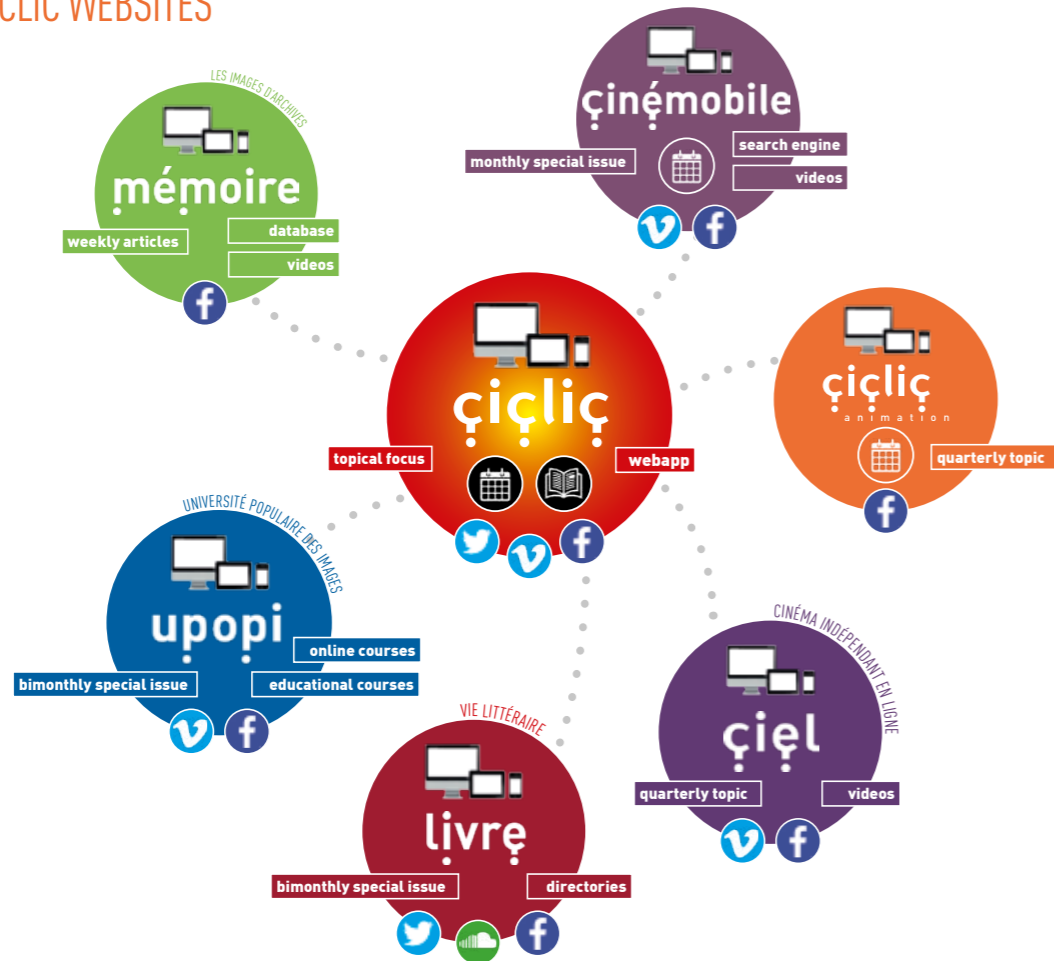 CLIC WEBSITES
LES IMAGES D'ARCHIVES
mémoire
weekly articles
database
videos
çinémobile
monthly special issue
search engine
videos
çiçliç
topical focus
webapp
çiçliç
animation
quarterly topic
UNIVERSITÉ POPULAIRE DES IMAGES
upopi
online courses
bimonthly special issue
educational courses
CINÉMA INDÉPENDANT EN LIGNE
çiel
quarterly topic
videos
VIE LITTÉRAIRE
livre
bimonthly special issue
directories